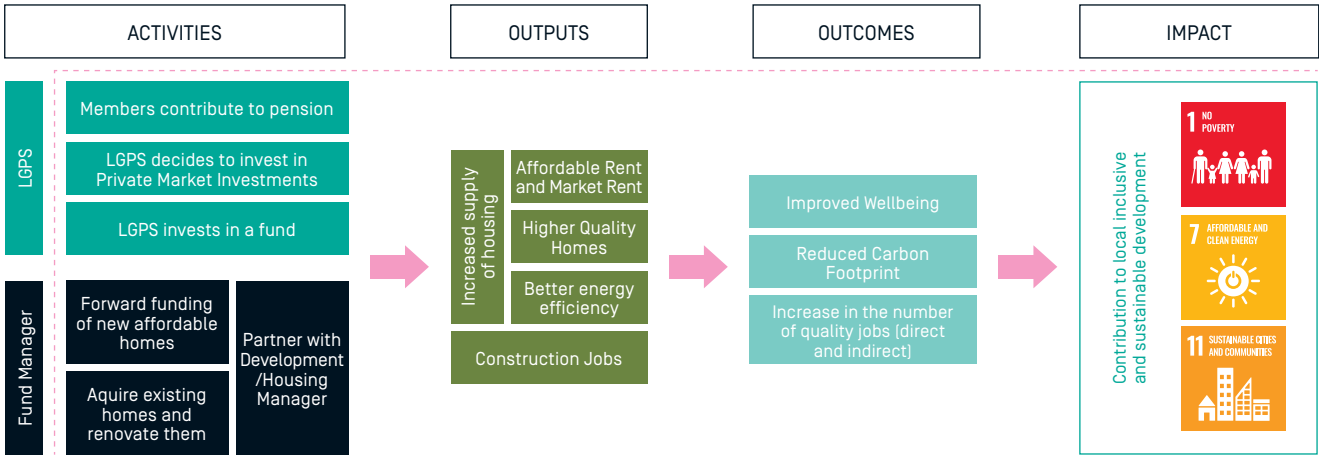 ACTIVITIES
OUTPUTS
OUTCOMES
IMPACT
LGPS
Members contribute to pension
LGPS decides to invest in
Private Market Investments
LGPS invests in a fund
Fund Manager
Forward funding
of new affordable
homes
Aquire existing
homes and
renovate them
Partner with
Development
/Housing
Manager
Increased supply
of housing
Affordable Rent
and Market Rent
Higher Quality
Homes
Better energy
efficiency
Construction Jobs
Improved Wellbeing
Reduced Carbon
Footprint
Increase in the number
of quality jobs (direct
and indirect)
Contribution to local inclusive
and sustainable development
1 NO
POVERTY
7 AFFORDABLE AND
CLEAN ENERGY
11 SUSTAINABLE CITIES
AND COMMUNITIES